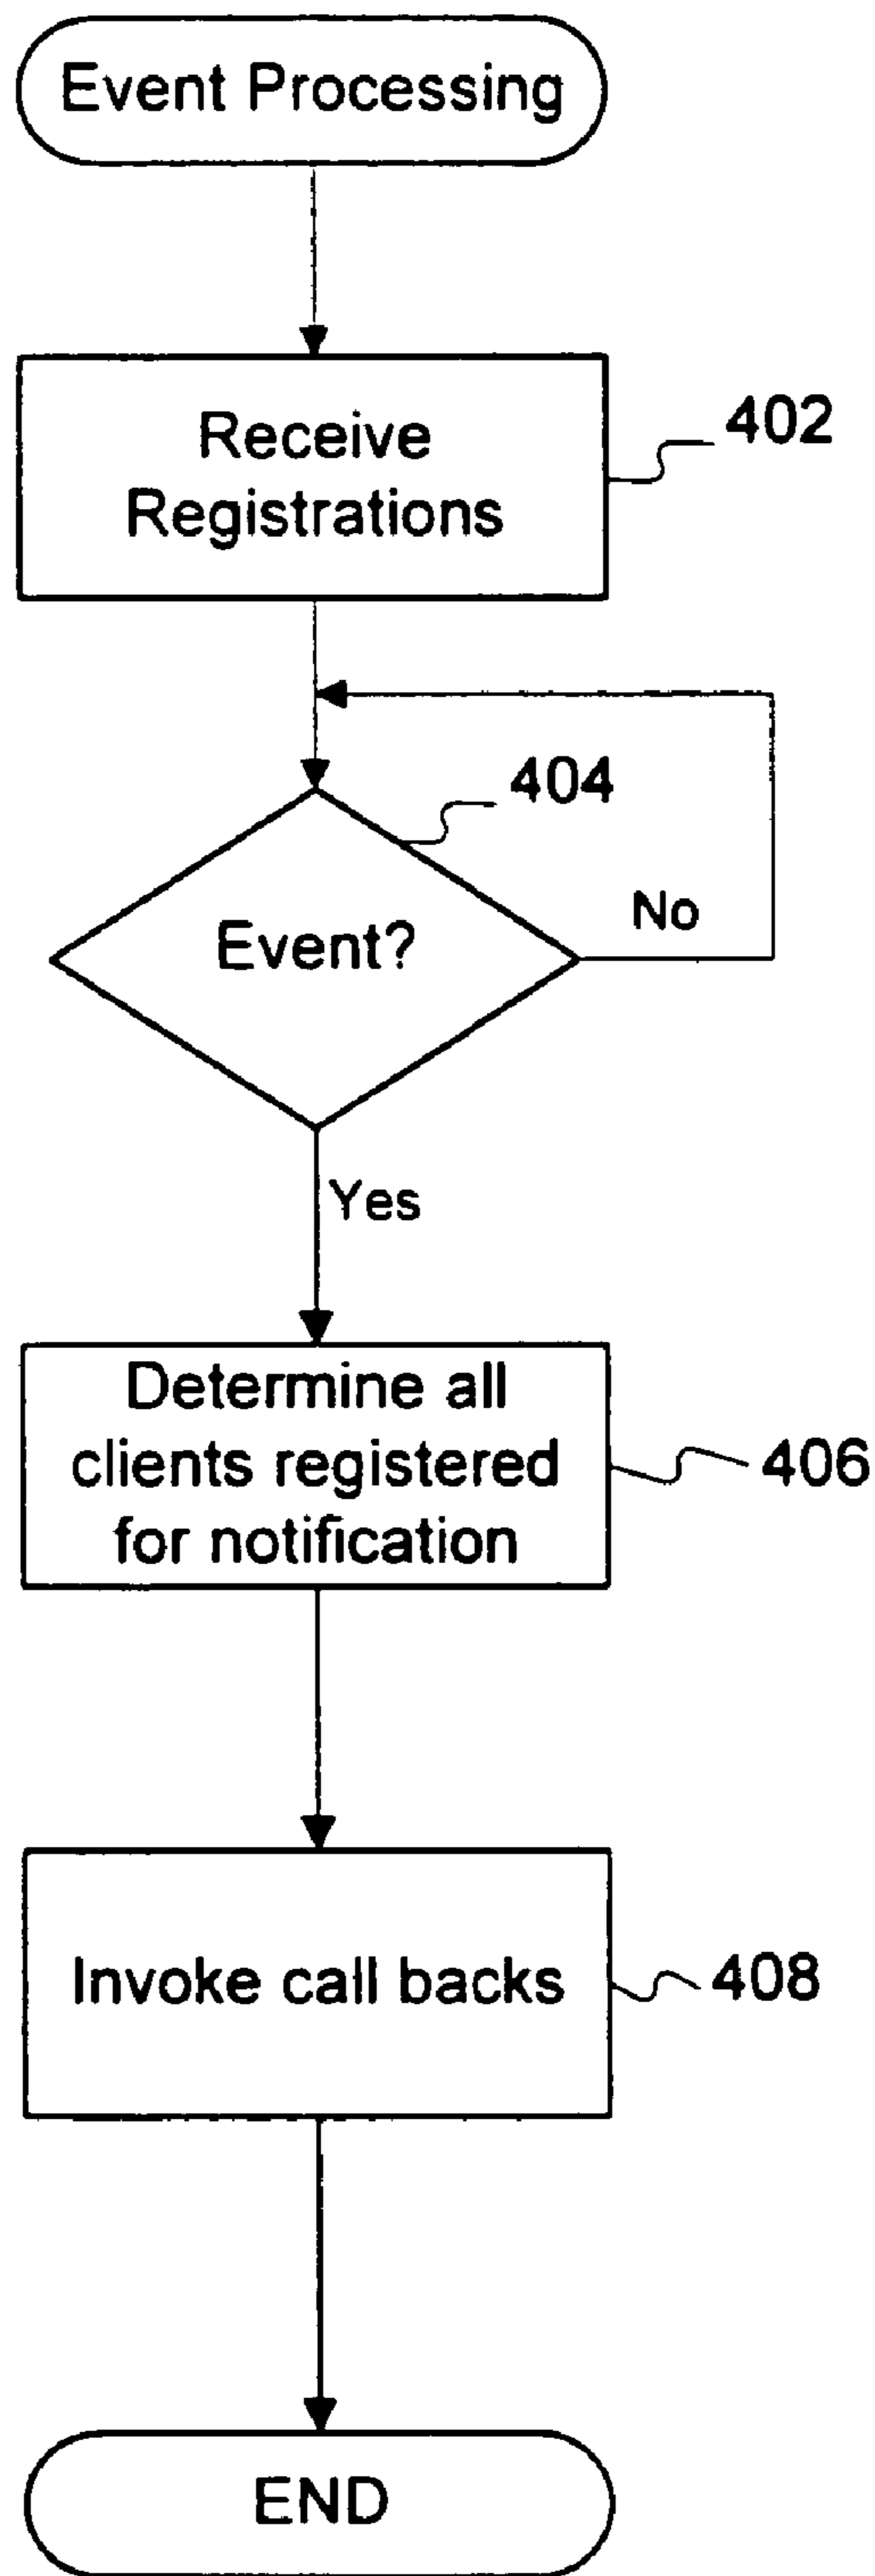 Event Processing
Receive
Registrations
402
404
Event?
No
Yes
Determine all
clients registered
for notification
406
Invoke call backs
408
END